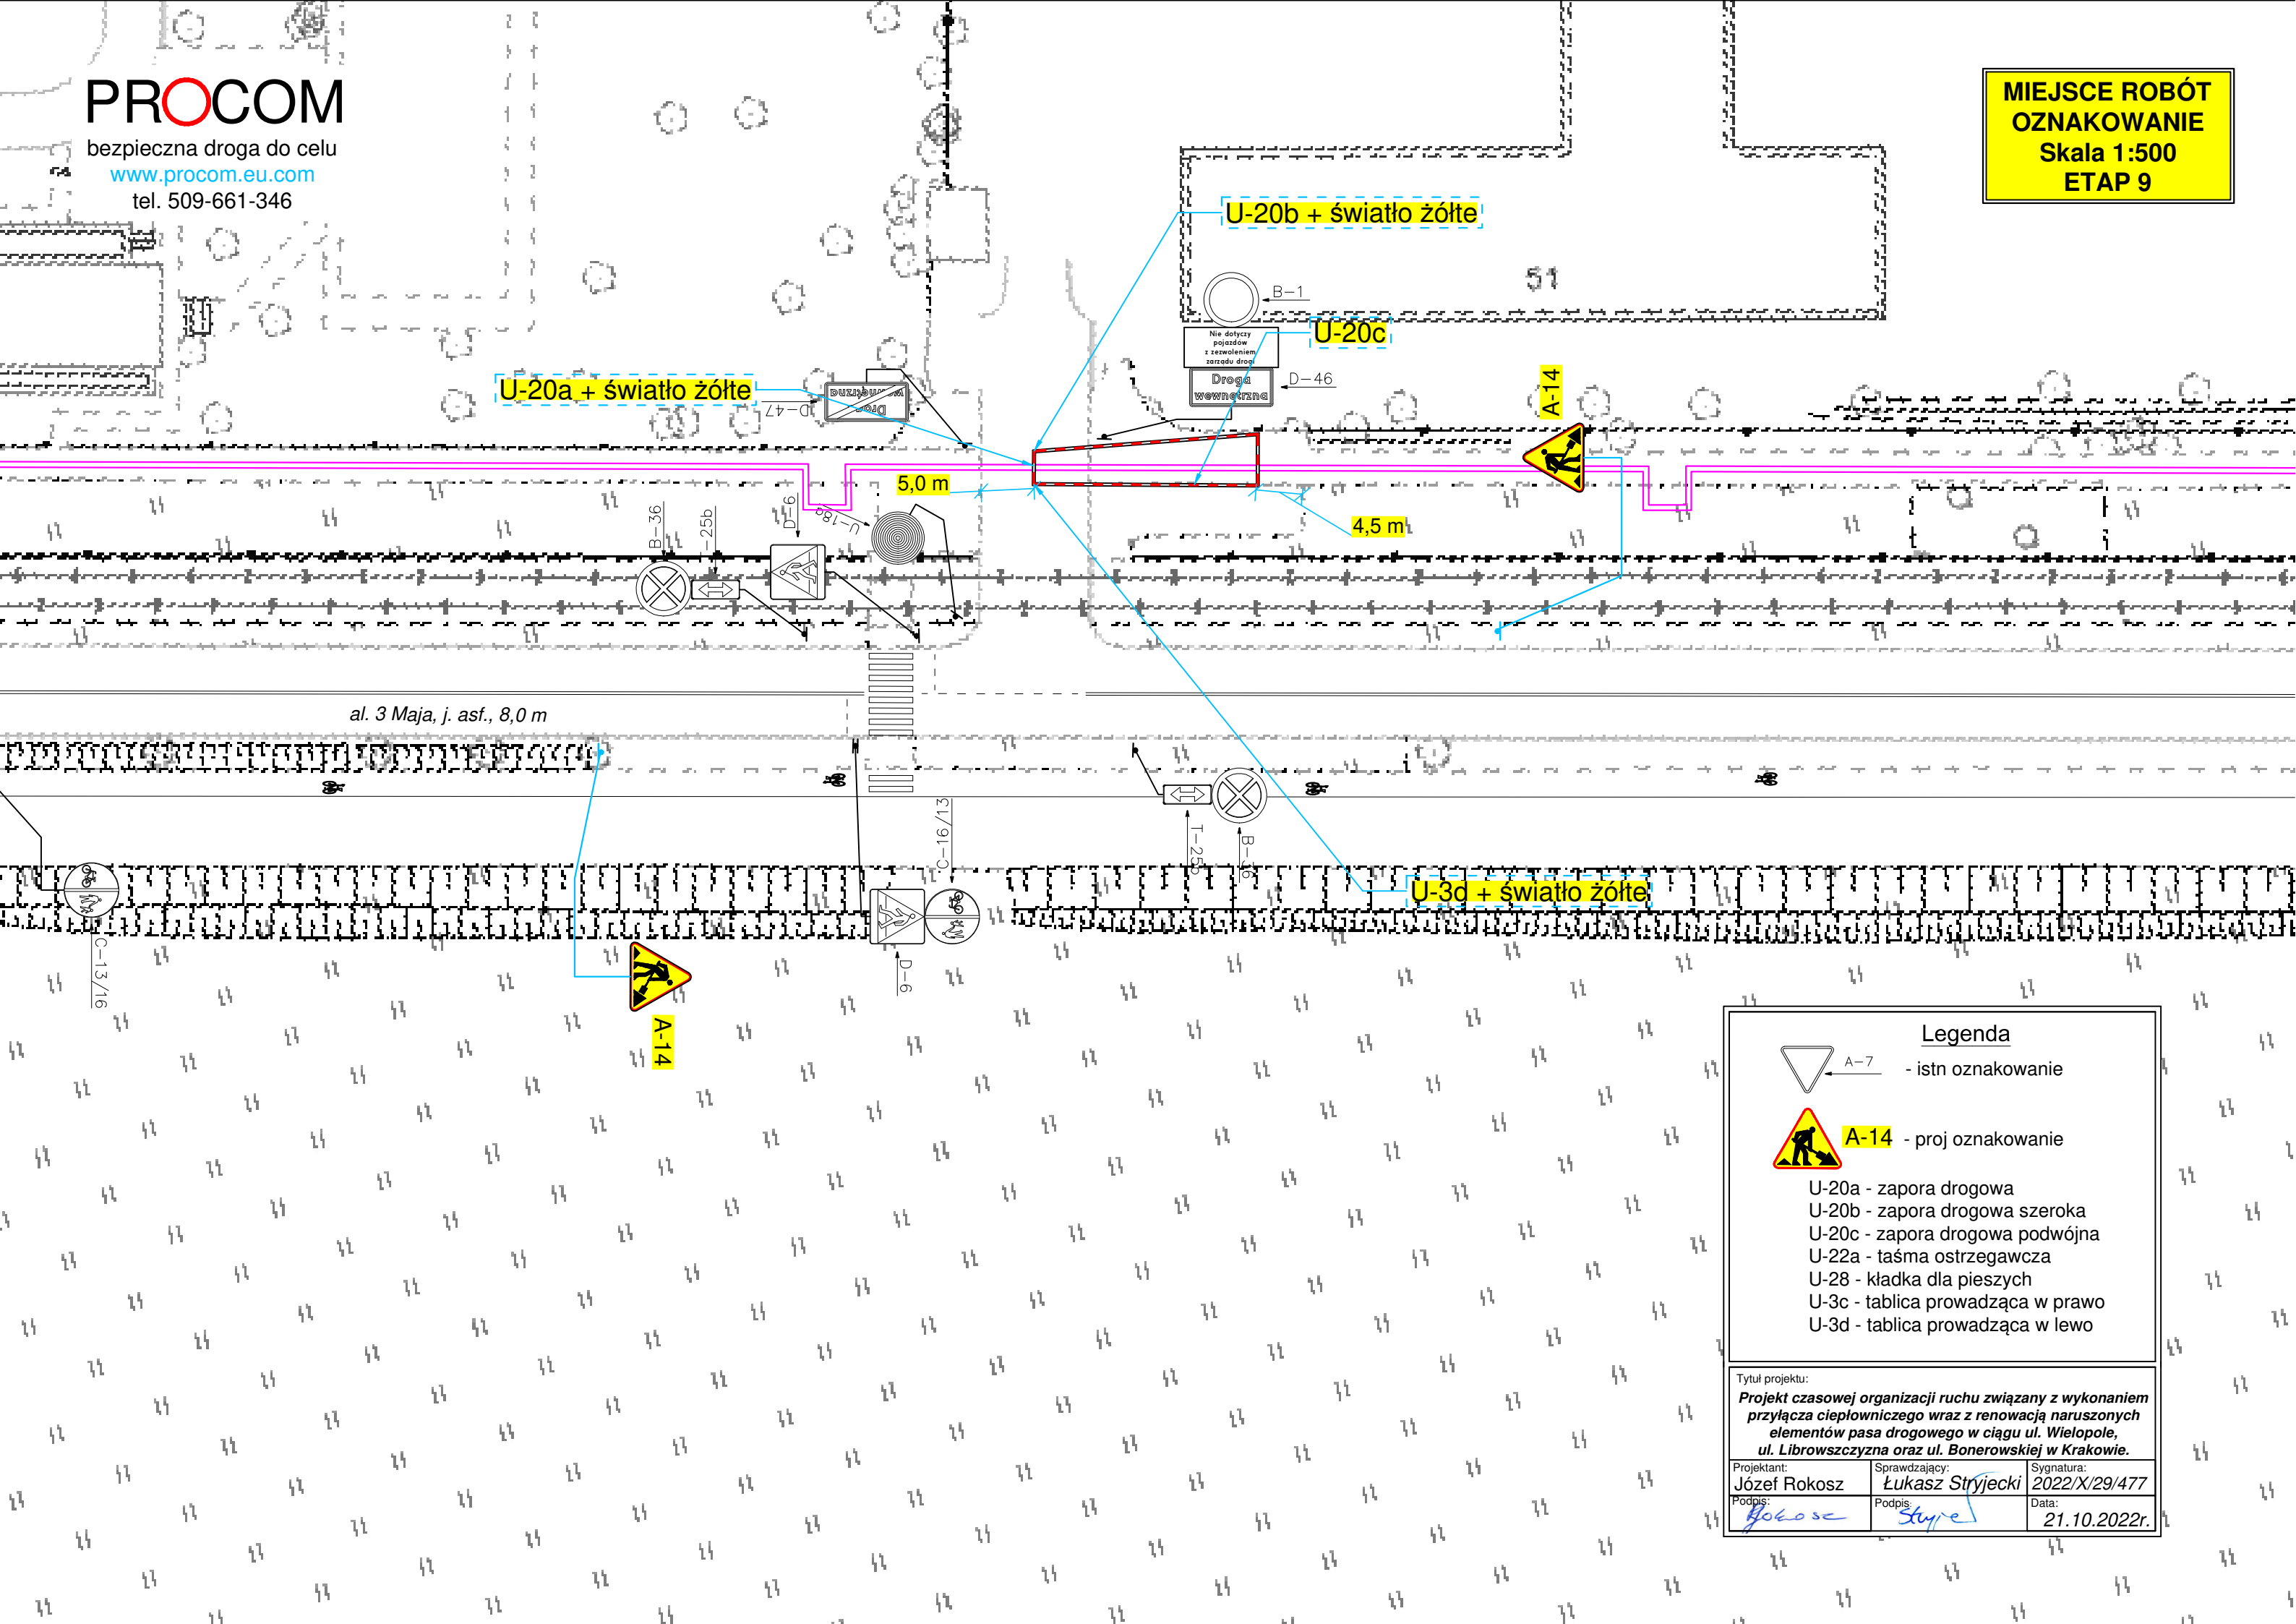 PROCOM
bezpieczna droga do celu
www.procom.eu.com
tel. 509-661-346
MIEJSCE ROBÓT
OZNAKOWANIE
Skala 1:500
ETAP 9
U-20b + światło żółte
51
B-1
Nie dotyczy
pojazdów
z zezwoleniem
zarządu drogi
U-20c
Droga
wewnętrzna
D-46
U-20a + światło żółte
D-47
Droga
wewnętrzna
A-14
5,0 m
4,5 m
B-36
T-25b
D-6
U-18a
al. 3 Maja, j. asf., 8,0 m
C-16/13
T-25b
B-36
U-3d + światło żółte
C-13/16
D-6
A-14
Legenda
A-7 - istn oznakowanie
A-14 - proj oznakowanie
U-20a - zapora drogowa
U-20b - zapora drogowa szeroka
U-20c - zapora drogowa podwójna
U-22a - taśma ostrzegawcza
U-28 - kładka dla pieszych
U-3c - tablica prowadząca w prawo
U-3d - tablica prowadząca w lewo
Tytuł projektu:
Projekt czasowej organizacji ruchu związany z wykonaniem
przyłącza ciepłowniczego wraz z renowacją naruszonych
elementów pasa drogowego w ciągu ul. Wielopole,
ul. Librowszczyzna oraz ul. Bonerowskiej w Krakowie.
Projektant:
Józef Rokosz
Sprawdzający:
Łukasz Stryjecki
Sygnatura:
2022/X/29/477
Podpis:
Rokosz
Podpis:
Data:
21.10.2022r.